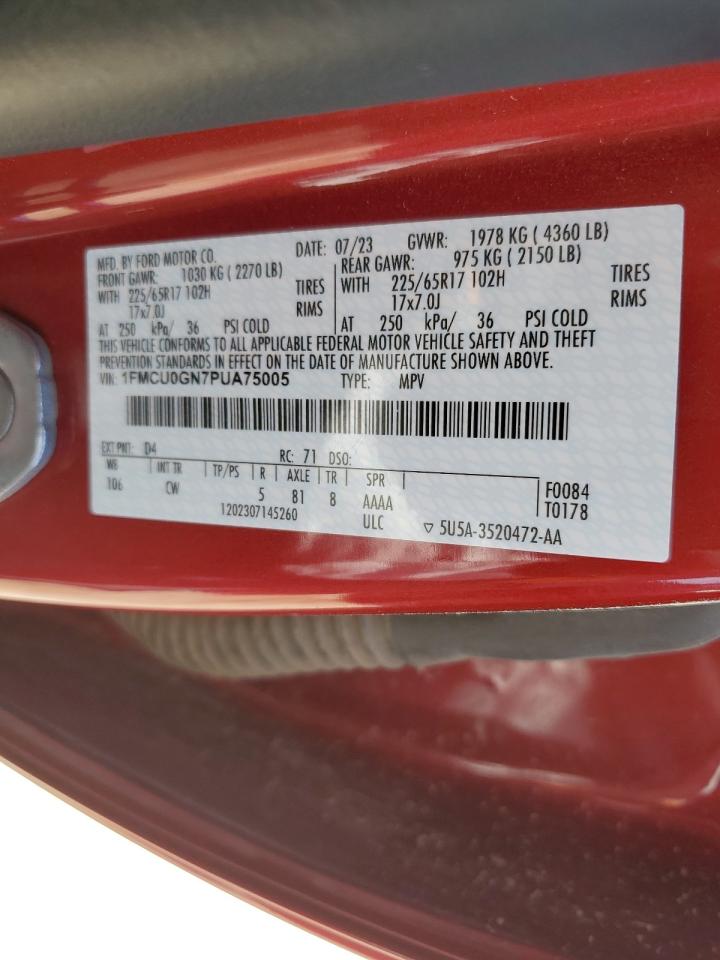 MFD. BY FORD MOTOR CO.
DATE: 07/23 GVWR: 1978 KG ( 4360 LB)
FRONT GAWR: 1030 KG ( 2270 LB)
WITH 225/65R17 102H TIRES
17x7.0J RIMS
AT 250 kPa/ 36 PSI COLD
REAR GAWR: 975 KG ( 2150 LB)
WITH 225/65R17 102H TIRES
17x7.0J RIMS
AT 250 kPa/ 36 PSI COLD
THIS VEHICLE CONFORMS TO ALL APPLICABLE FEDERAL MOTOR VEHICLE SAFETY AND THEFT
PREVENTION STANDARDS IN EFFECT ON THE DATE OF MANUFACTURE SHOWN ABOVE.
VIN: 1FMCU0GN7PUA75005 TYPE: MPV
EXT PNT: D4 RC: 71 DSO:
WB INT TR TP/PS R AXLE TR SPR
106 CW 5 81 8 AAAA F0084
1202307145260 ULC T0178
▽ 5U5A-3520472-AA